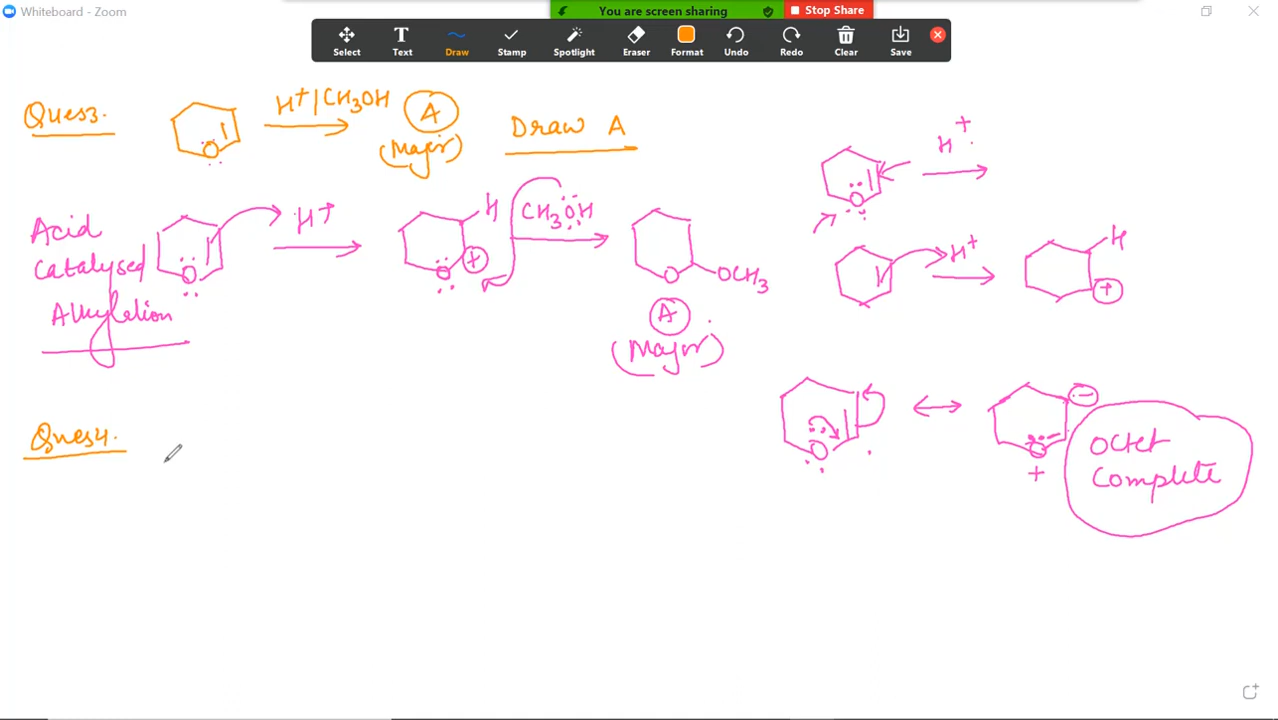 Whiteboard - Zoom
You are screen sharing
Stop Share
Select
Text
Draw
Stamp
Spotlight
Eraser
Format
Undo
Redo
Clear
Save
Ques3.
O
H+/CH3OH
A
(Major)
Draw A
Acid
Catalysed
Alkylation
O
H+
H
O
+
CH3OH
O
OCH3
A
(Major)
O
H+
H+
H
+
O
-
O
+
Octet
Complete
Ques4.